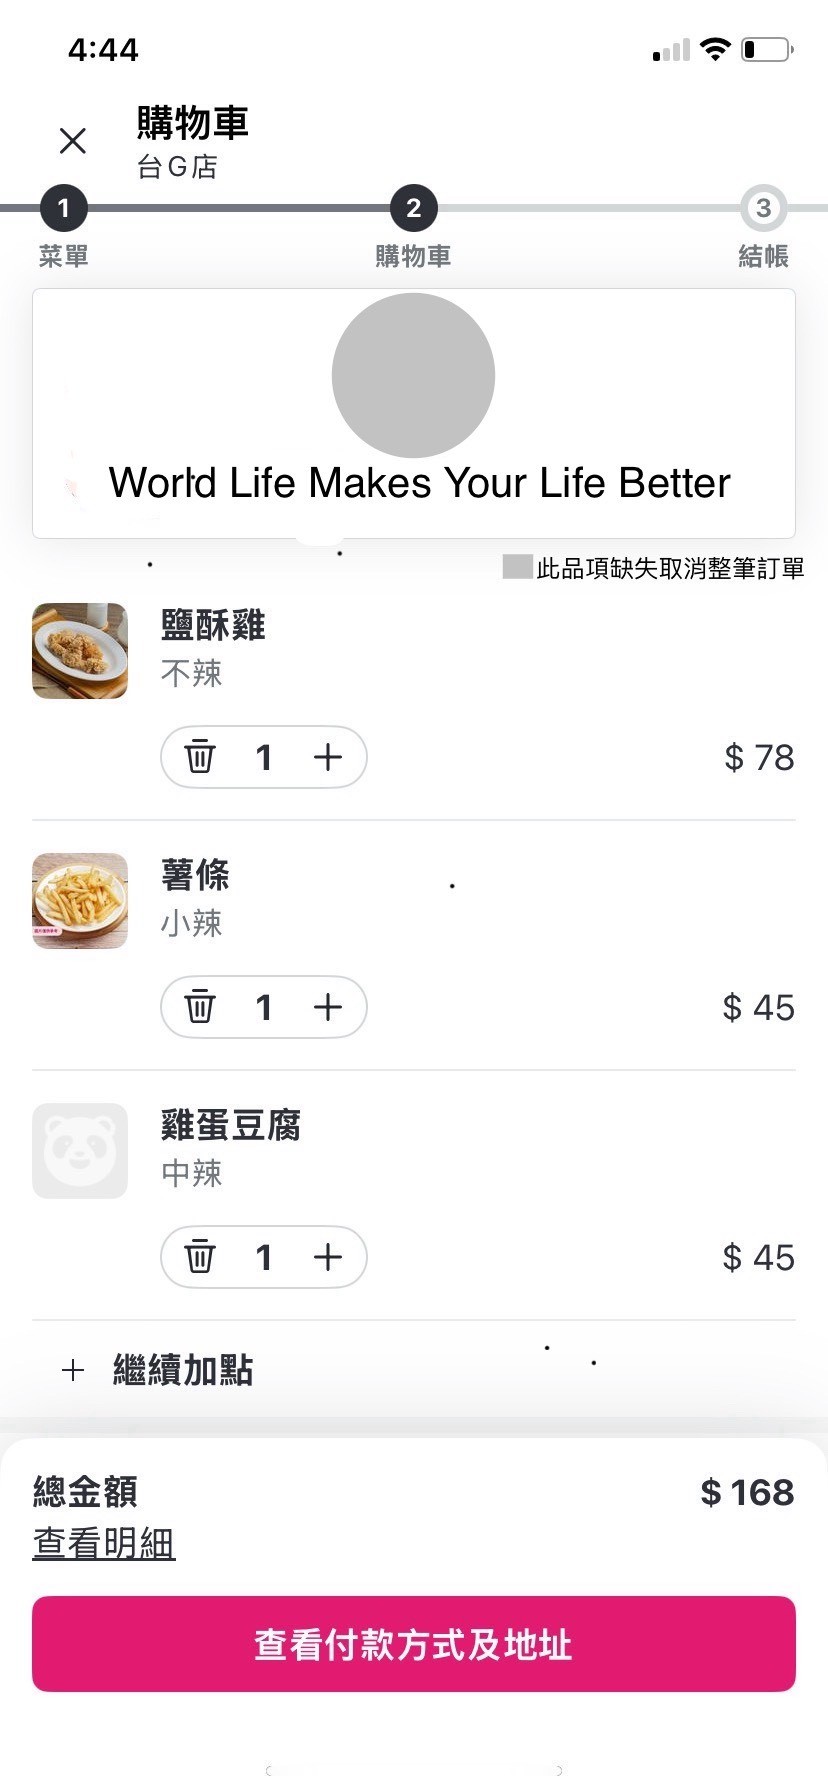 4:44
購物車
台G店
1
2
3
菜單
購物車
結帳
World Life Makes Your Life Better
此品項缺失取消整筆訂單
鹽酥雞
不辣
1
$ 78
薯條
小辣
1
$ 45
雞蛋豆腐
中辣
1
$ 45
+ 繼續加點
總金額
$ 168
查看明細
查看付款方式及地址